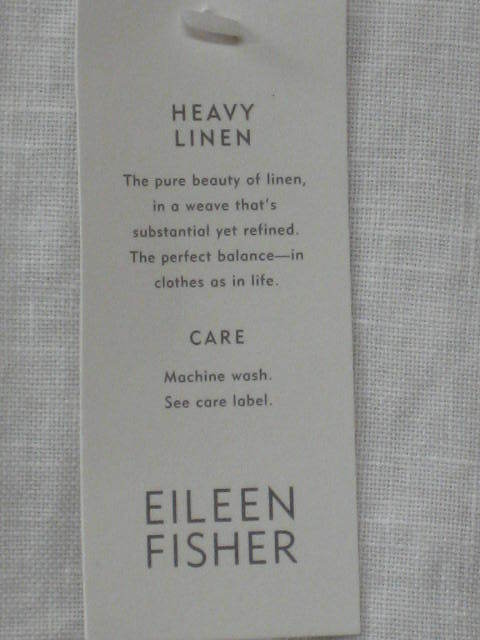 HEAVY
LINEN
The pure beauty of linen,
in a weave that's
substantial yet refined.
The perfect balance—in
clothes as in life.
CARE
Machine wash.
See care label.
EILEEN
FISHER